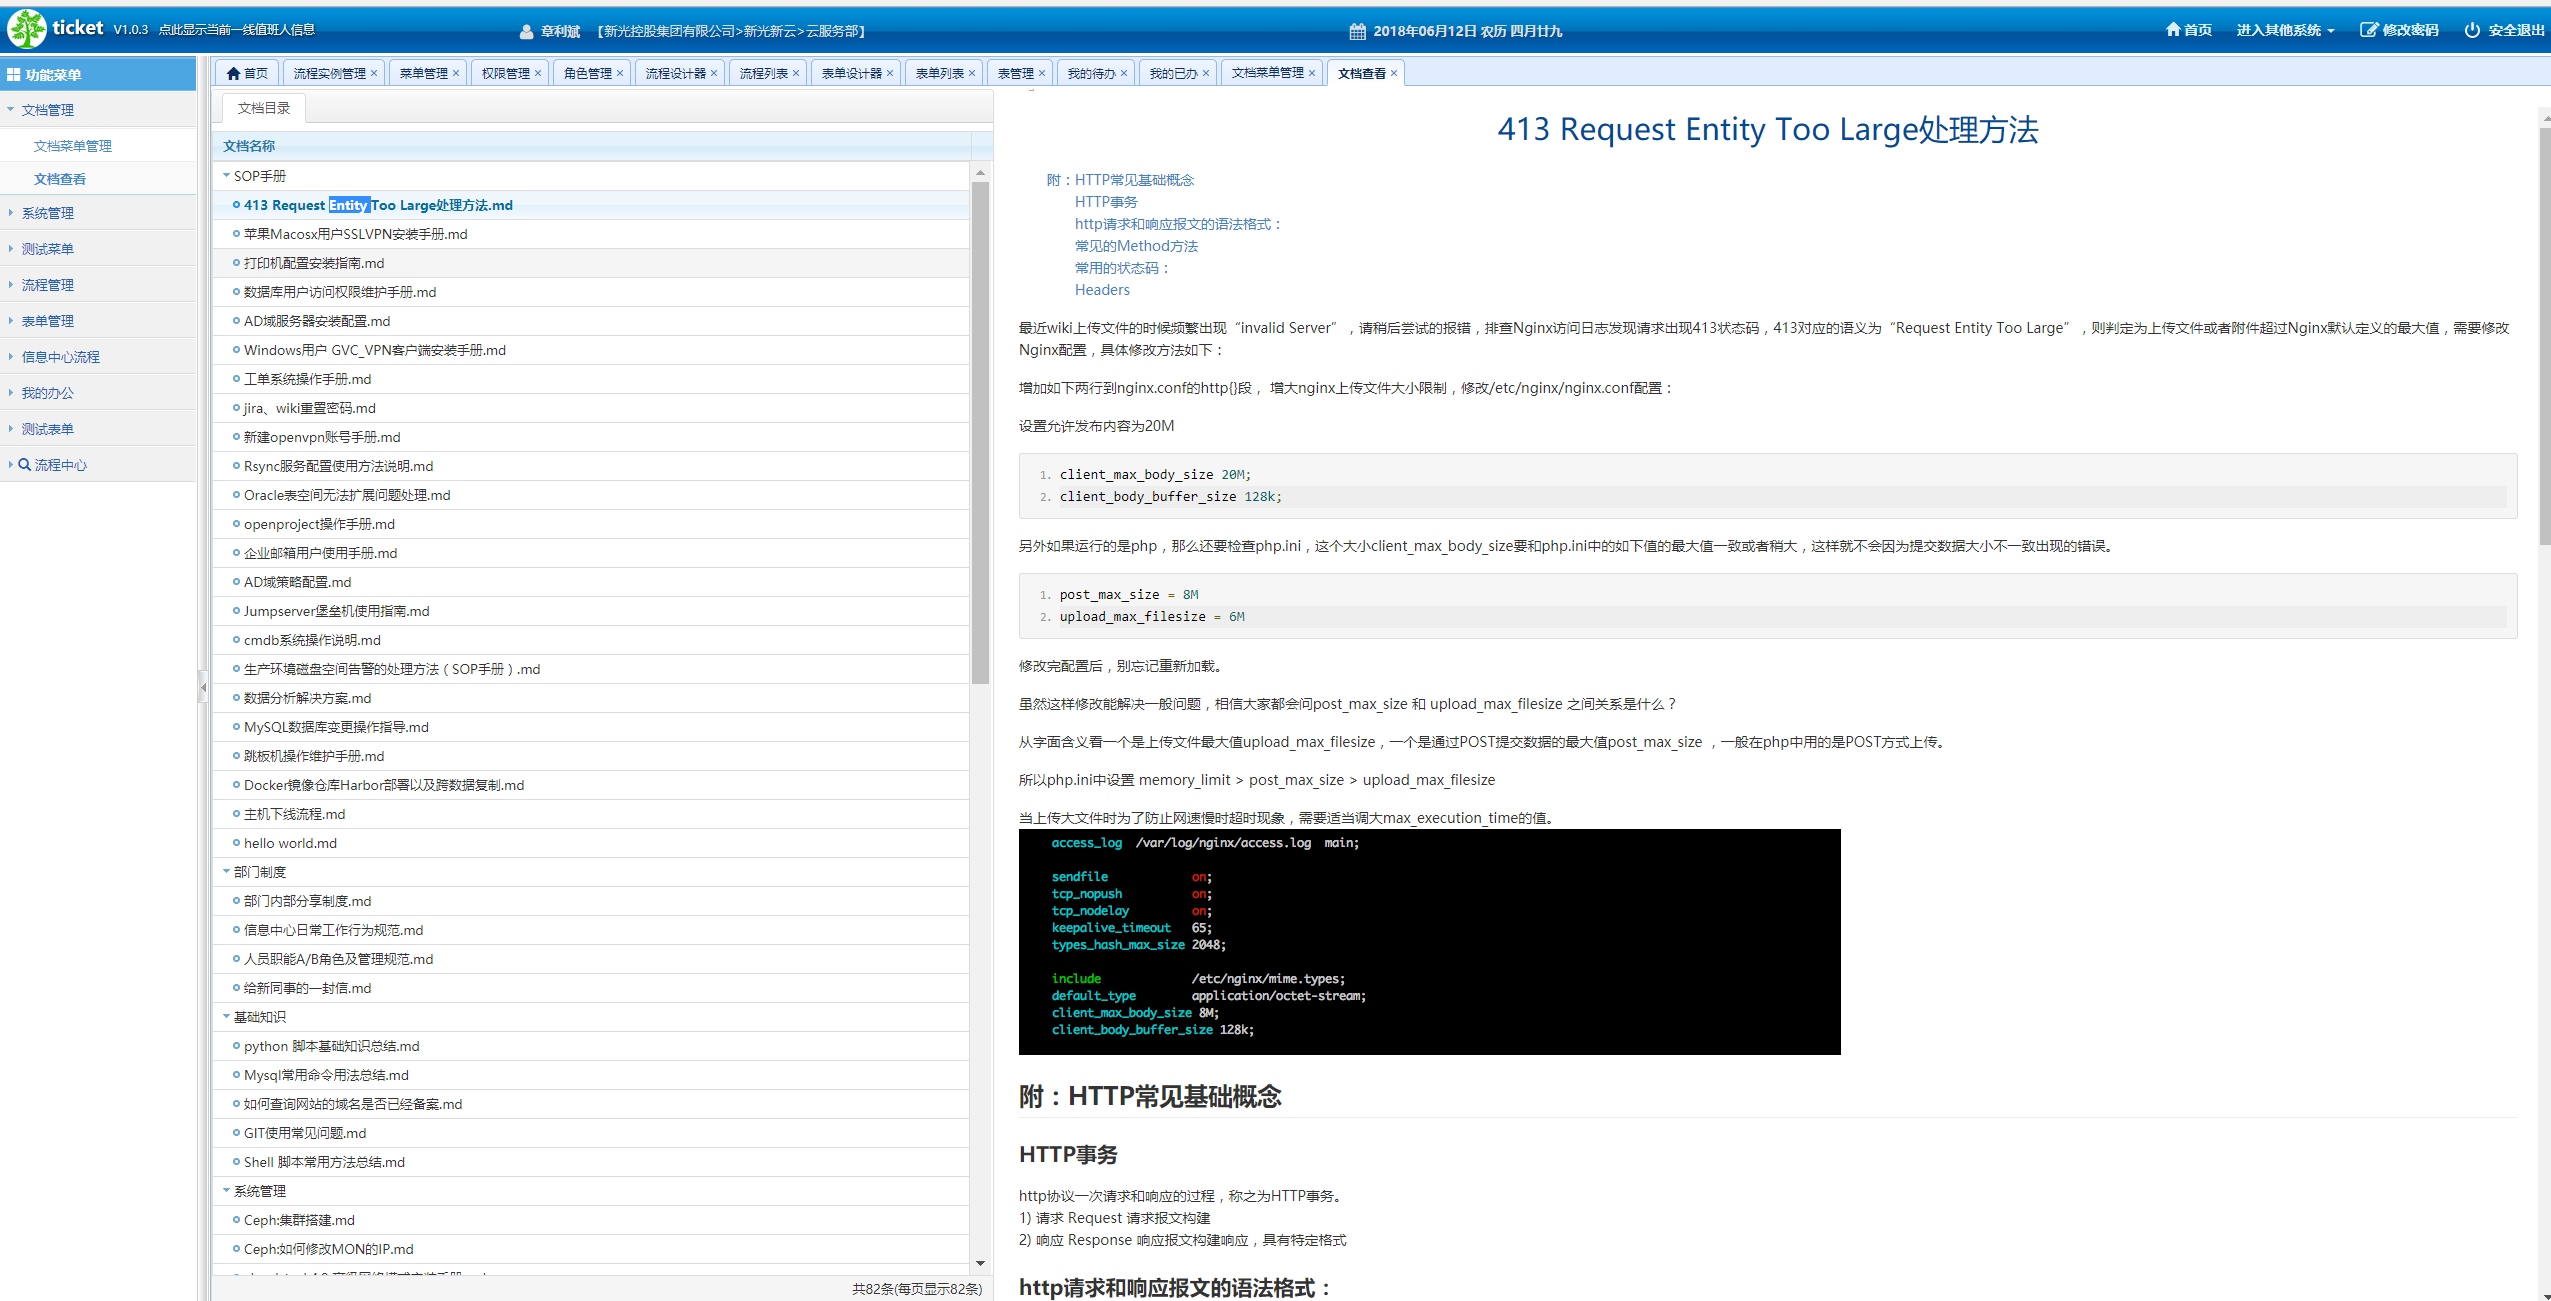 ticket V1.0.3 点此显示当前一线值班人信息
章利斌 【新光控股集团有限公司>新光新云>云服务部】
2018年06月12日 农历 四月廿九
首页 进入其他系统 修改密码 安全退出
功能菜单
文档管理
文档菜单管理
文档查看
系统管理
测试菜单
流程管理
表单管理
信息中心流程
我的办公
测试表单
流程中心
首页 流程实例管理 × 菜单管理 × 权限管理 × 角色管理 × 流程设计器 × 流程列表 × 表单设计器 × 表单列表 × 表管理 × 我的待办 × 我的已办 × 文档菜单管理 × 文档查看 ×
文档目录
文档名称
SOP手册
413 Request Entity Too Large处理方法.md
苹果Macosx用户SSLVPN安装手册.md
打印机配置安装指南.md
数据库用户访问权限维护手册.md
AD域服务器安装配置.md
Windows用户 GVC_VPN客户端安装手册.md
工单系统操作手册.md
jira、wiki重置密码.md
新建openvpn账号手册.md
Rsync服务配置使用方法说明.md
Oracle表空间无法扩展问题处理.md
openproject操作手册.md
企业邮箱用户使用手册.md
AD域策略配置.md
Jumpserver堡垒机使用指南.md
cmdb系统操作说明.md
生产环境磁盘空间告警的处理方法（SOP手册）.md
数据分析解决方案.md
MySQL数据库变更操作指导.md
跳板机操作维护手册.md
Docker镜像仓库Harbor部署以及跨数据复制.md
主机下线流程.md
hello world.md
部门制度
部门内部分享制度.md
信息中心日常工作行为规范.md
人员职能A/B角色及管理规范.md
给新同事的一封信.md
基础知识
python 脚本基础知识总结.md
Mysql常用命令用法总结.md
如何查询网站的域名是否已经备案.md
GIT使用常见问题.md
Shell 脚本常用方法总结.md
系统管理
Ceph:集群搭建.md
Ceph:如何修改MON的IP.md
共82条(每页显示82条)
413 Request Entity Too Large处理方法
附：HTTP常见基础概念
HTTP事务
http请求和响应报文的语法格式：
常见的Method方法
常用的状态码：
Headers
最近wiki上传文件的时候频繁出现“invalid Server”，请稍后尝试的报错，排查Nginx访问日志发现请求出现413状态码，413对应的语义为“Request Entity Too Large”，则判定为上传文件或者附件超过Nginx默认定义的最大值，需要修改
Nginx配置，具体修改方法如下：
增加如下两行到nginx.conf的http{}段， 增大nginx上传文件大小限制，修改/etc/nginx/nginx.conf配置：
设置允许发布内容为20M
1. client_max_body_size 20M;
2. client_body_buffer_size 128k;
另外如果运行的是php，那么还要检查php.ini，这个大小client_max_body_size要和php.ini中的如下值的最大值一致或者稍大，这样就不会因为提交数据大小不一致出现的错误。
1. post_max_size = 8M
2. upload_max_filesize = 6M
修改完配置后，别忘记重新加载。
虽然这样修改能解决一般问题，相信大家都会问post_max_size 和 upload_max_filesize 之间关系是什么？
从字面含义看一个是上传文件最大值upload_max_filesize，一个是通过POST提交数据的最大值post_max_size ，一般在php中用的是POST方式上传。
所以php.ini中设置 memory_limit > post_max_size > upload_max_filesize
当上传大文件时为了防止网速慢时超时现象，需要适当调大max_execution_time的值。
access_log /var/log/nginx/access.log main;
sendfile on;
tcp_nopush on;
tcp_nodelay on;
keepalive_timeout 65;
types_hash_max_size 2048;
include /etc/nginx/mime.types;
default_type application/octet-stream;
client_max_body_size 8M;
client_body_buffer_size 128k;
附：HTTP常见基础概念
HTTP事务
http协议一次请求和响应的过程，称之为HTTP事务。
1) 请求 Request 请求报文构建
2) 响应 Response 响应报文构建响应，具有特定格式
http请求和响应报文的语法格式：